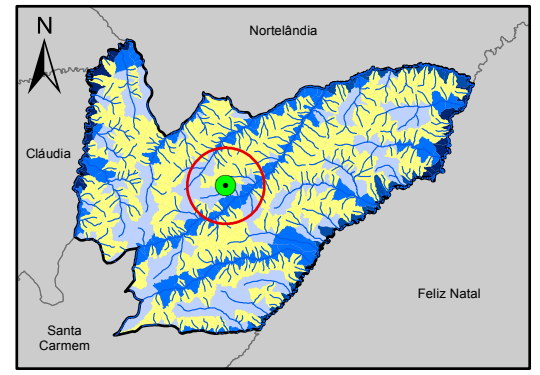 N
Nortelândia
Cláudia
Feliz Natal
Santa
Carmem